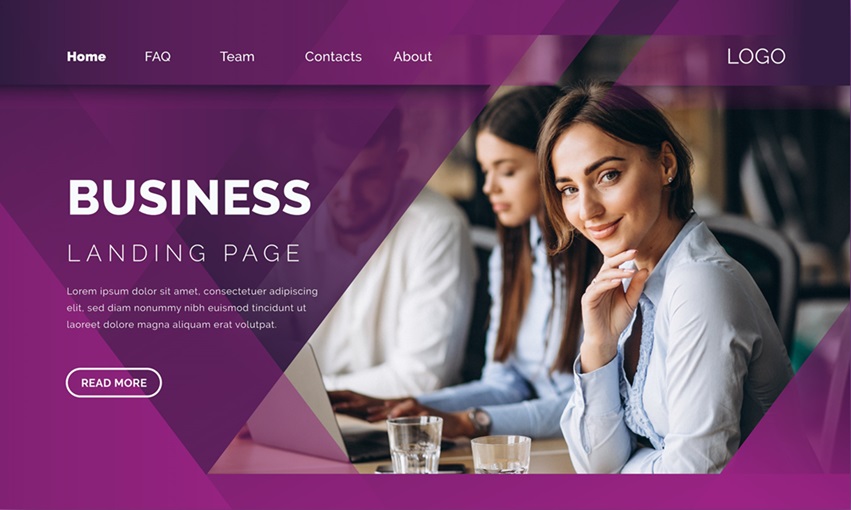 Home FAQ Team Contacts About LOGO
BUSINESS
LANDING PAGE
Lorem ipsum dolor sit amet, consectetuer adipiscing
elit, sed diam nonummy nibh euismod tincidunt ut
laoreet dolore magna aliquam erat volutpat.
READ MORE